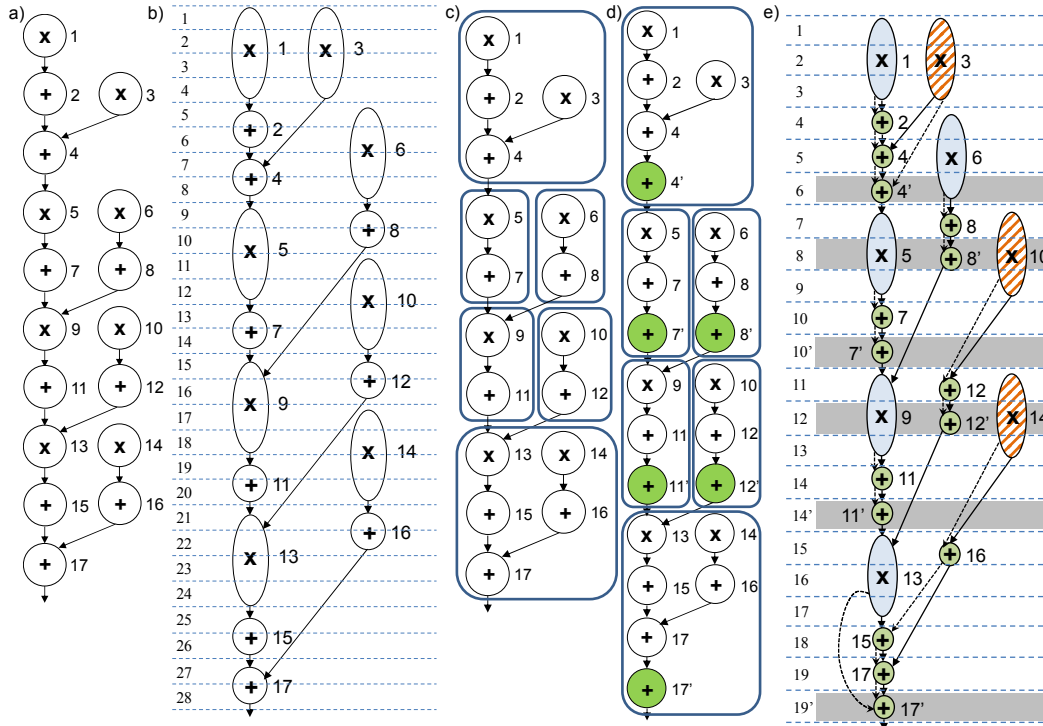 a)
x 1
+ 2
x 3
+ 4
x 5
x 6
+ 7
+ 8
x 9
x 10
+ 11
+ 12
x 13
x 14
+ 15
+ 16
+ 17
b)
1
2
3
4
5
6
7
8
9
10
11
12
13
14
15
16
17
18
19
20
21
22
23
24
25
26
27
28
x 1
x 3
+ 2
x 6
+ 4
+ 8
x 5
x 10
+ 7
+ 12
x 9
x 14
+ 11
+ 16
x 13
+ 15
+ 17
c)
x 1
+ 2
x 3
+ 4
x 5
x 6
+ 7
+ 8
x 9
x 10
+ 11
+ 12
x 13
x 14
+ 15
+ 16
+ 17
d)
x 1
+ 2
x 3
+ 4
+ 4'
x 5
x 6
+ 7
+ 8
+ 7'
+ 8'
x 9
x 10
+ 11
+ 12
+ 11'
+ 12'
x 13
x 14
+ 15
+ 16
+ 17
+ 17'
e)
1
2
3
4
5
6
7
8
9
10
10'
11
12
13
14
14'
15
16
17
18
19
19'
x 1
x 3
+ 2
+ 4
x 6
+ 4'
+ 8
x 5
+ 8'
x 10
+ 7
7' +
+ 12
x 9
+ 12'
x 14
+ 11
11' +
+ 16
x 13
15 +
17 +
+ 17'